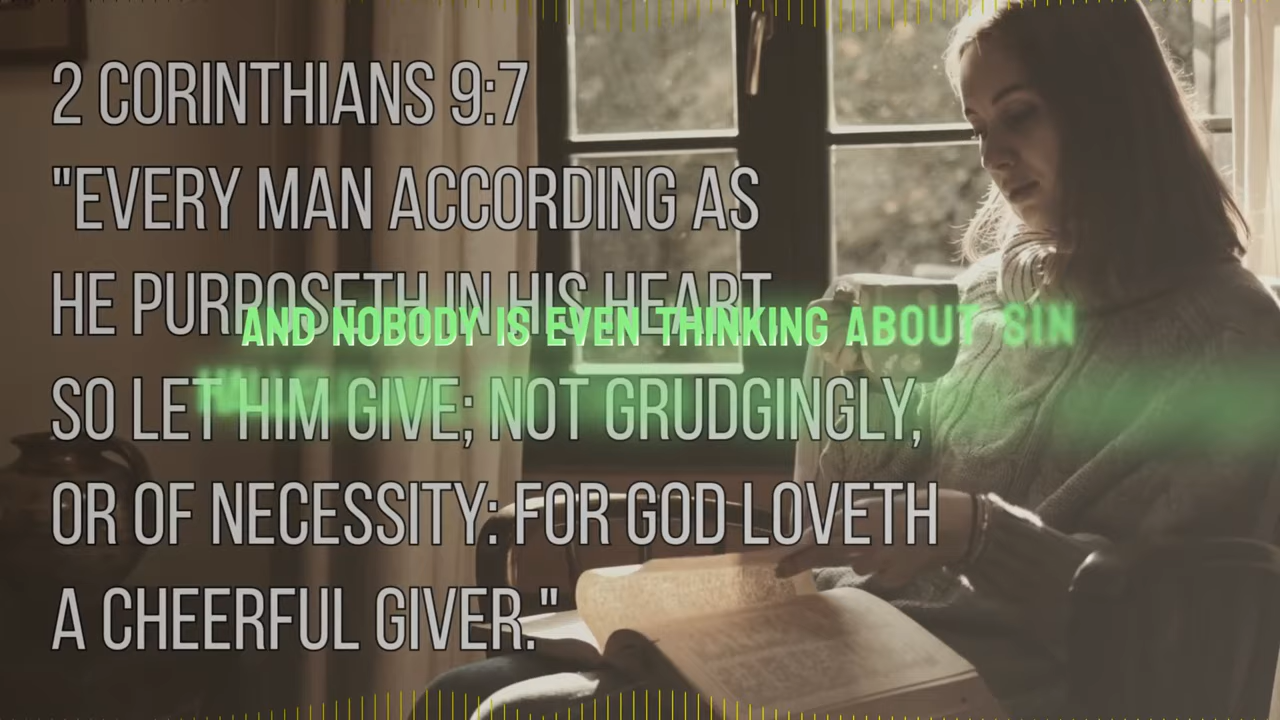 2 CORINTHIANS 9:7
"EVERY MAN ACCORDING AS
HE PURPOSETH IN HIS HEART
AND NOBODY IS EVEN THINKING ABOUT SIN
SO LET HIM GIVE; NOT GRUDGINGLY,
OR OF NECESSITY: FOR GOD LOVETH
A CHEERFUL GIVER."